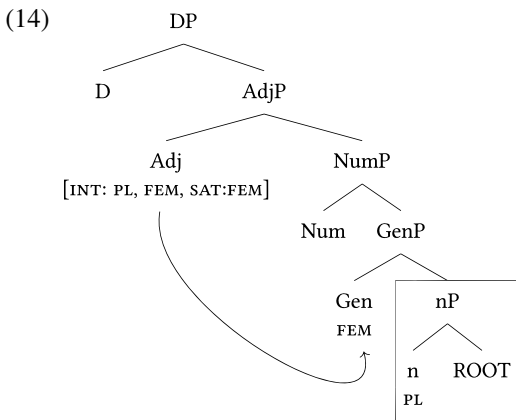 (14)
DP
D AdjP
Adj NumP
[INT: PL, FEM, SAT:FEM]
Num GenP
Gen nP
FEM
n ROOT
PL